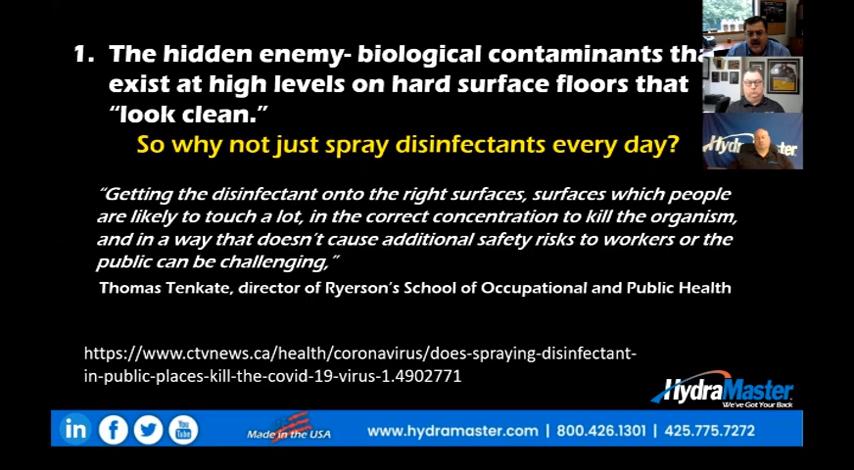 1. The hidden enemy- biological contaminants tha
exist at high levels on hard surface floors that
“look clean.”
So why not just spray disinfectants every day?
“Getting the disinfectant onto the right surfaces, surfaces which people
are likely to touch a lot, in the correct concentration to kill the organism,
and in a way that doesn’t cause additional safety risks to workers or the
public can be challenging,”
Thomas Tenkate, director of Ryerson’s School of Occupational and Public Health
https://www.ctvnews.ca/health/coronavirus/does-spraying-disinfectant-
in-public-places-kill-the-covid-19-virus-1.4902771
HydraMaster
We've Got Your Back
in f You Tube
Made in the USA
www.hydramaster.com | 800.426.1301 | 425.775.7272